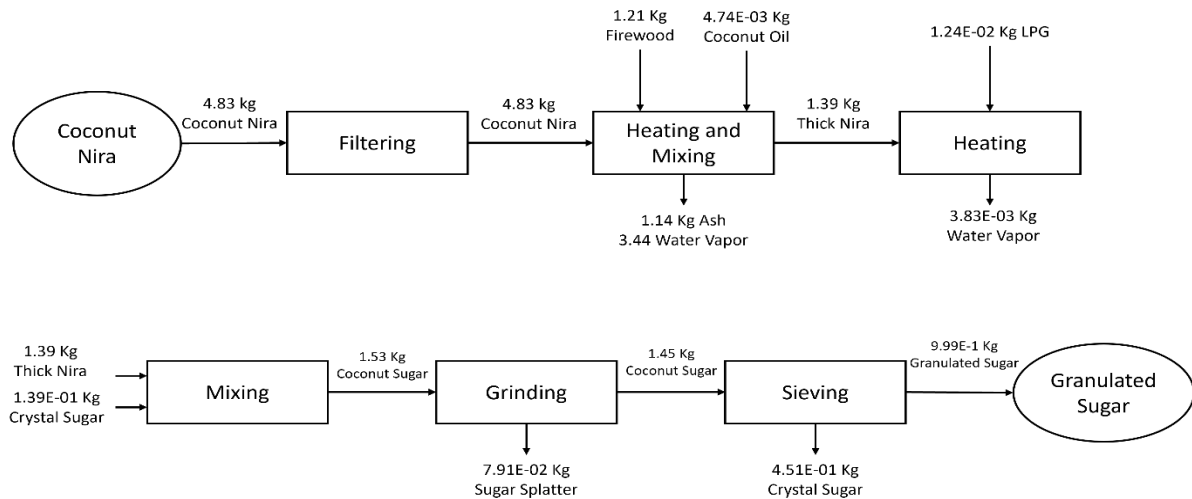 1.21 Kg
Firewood
4.74E-03 Kg
Coconut Oil
1.24E-02 Kg LPG
4.83 kg
Coconut Nira
4.83 kg
Coconut Nira
1.39 Kg
Thick Nira
Coconut
Nira
Filtering
Heating and
Mixing
Heating
1.14 Kg Ash
3.44 Water Vapor
3.83E-03 Kg
Water Vapor
1.39 Kg
Thick Nira
1.39E-01 Kg
Crystal Sugar
Mixing
1.53 Kg
Coconut Sugar
Grinding
1.45 Kg
Coconut Sugar
Sieving
9.99E-1 Kg
Granulated Sugar
Granulated
Sugar
7.91E-02 Kg
Sugar Splatter
4.51E-01 Kg
Crystal Sugar